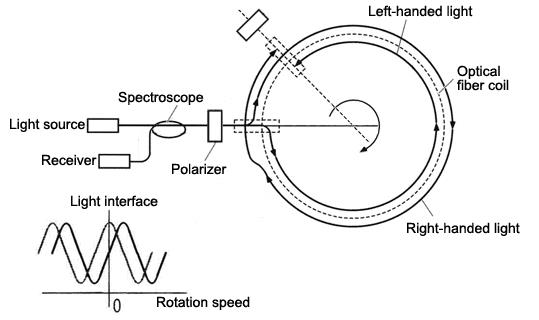 Left-handed light
Optical
fiber coil
Spectroscope
Light source
Receiver
Polarizer
Light interface
Right-handed light
0
Rotation speed